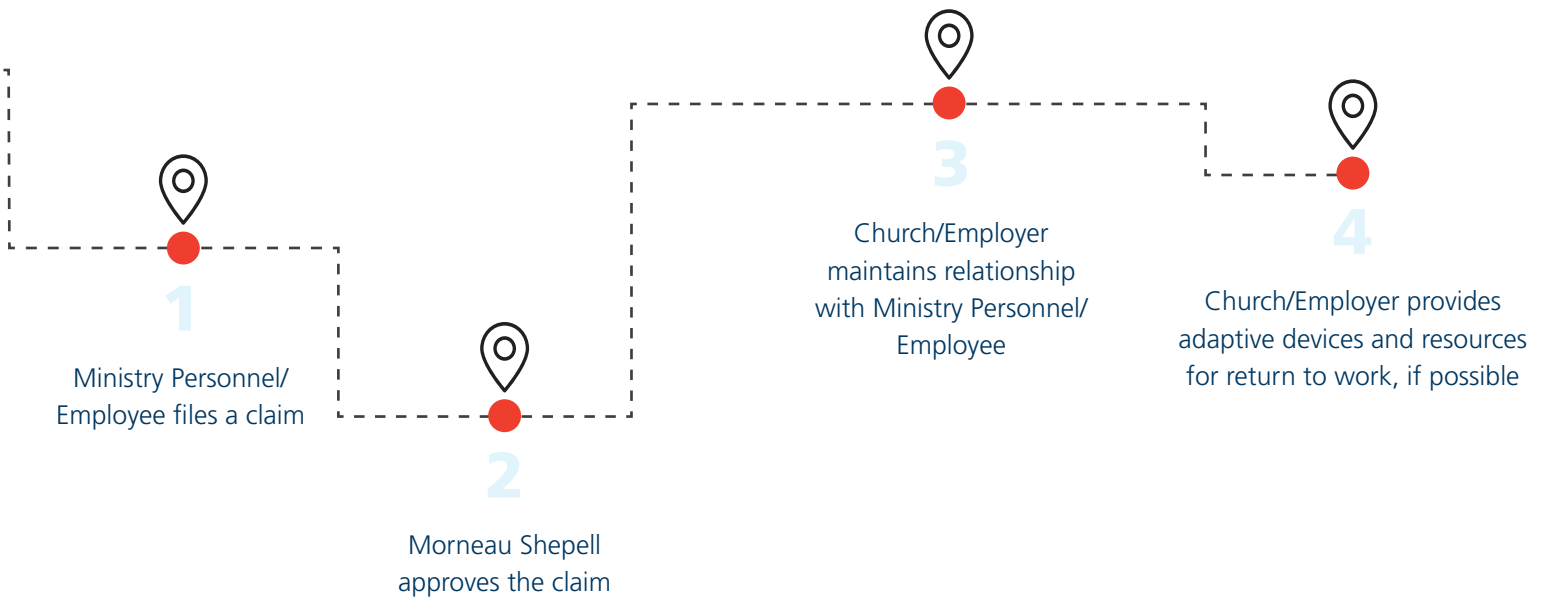 1
Ministry Personnel/
Employee files a claim
2
Morneau Shepell
approves the claim
3
Church/Employer
maintains relationship
with Ministry Personnel/
Employee
4
Church/Employer provides
adaptive devices and resources
for return to work, if possible